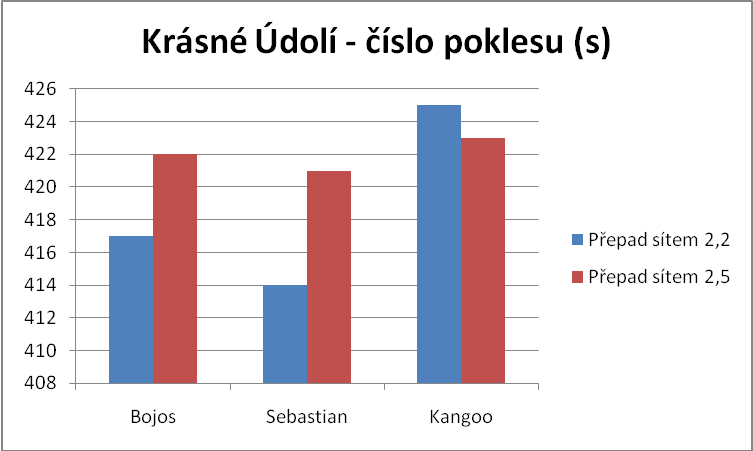 Krásné Údolí - číslo poklesu (s)
426
424
422
420
418
416
414
412
410
408
Bojos
Sebastian
Kangoo
Přepad sítem 2,2
Přepad sítem 2,5